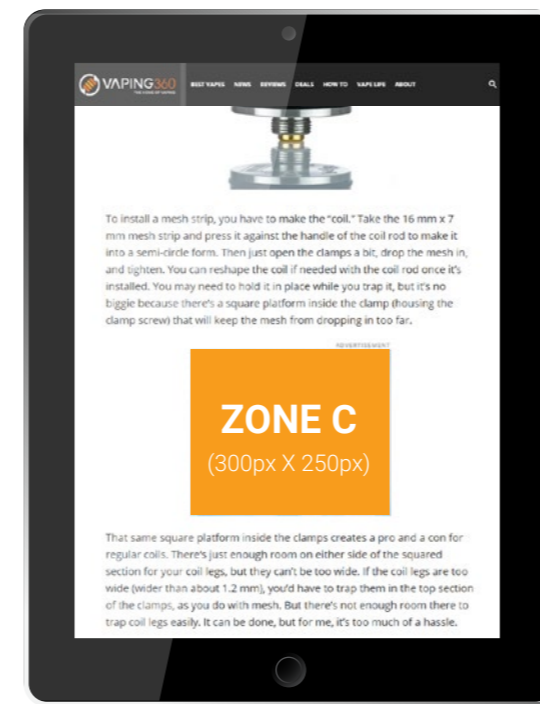 VAPING360
THE VOICE OF VAPING
BEST VAPES NEWS REVIEWS DEALS HOW TO VAPE LIFE ABOUT
To install a mesh strip, you have to make the “coil.” Take the 16 mm x 7
mm mesh strip and press it against the handle of the coil rod to make it
into a semi-circle form. Then just open the clamps a bit, drop the mesh in,
and tighten. You can reshape the coil if needed with the coil rod once it’s
installed. You may need to hold it in place while you trap it, but it’s no
biggie because there’s a square platform inside the clamp (housing the
clamp screw) that will keep the mesh from dropping in too far.
ADVERTISEMENT
ZONE C
(300px X 250px)
That same square platform inside the clamps creates a pro and a con for
regular coils. There’s just enough room on either side of the squared
section for your coil legs, but they can’t be too wide. If the coil legs are too
wide (wider than about 1.2 mm), you’d have to trap them in the top section
of the clamps, as you do with mesh. But there’s not enough room there to
trap coil legs easily. It can be done, but for me, it’s too much of a hassle.